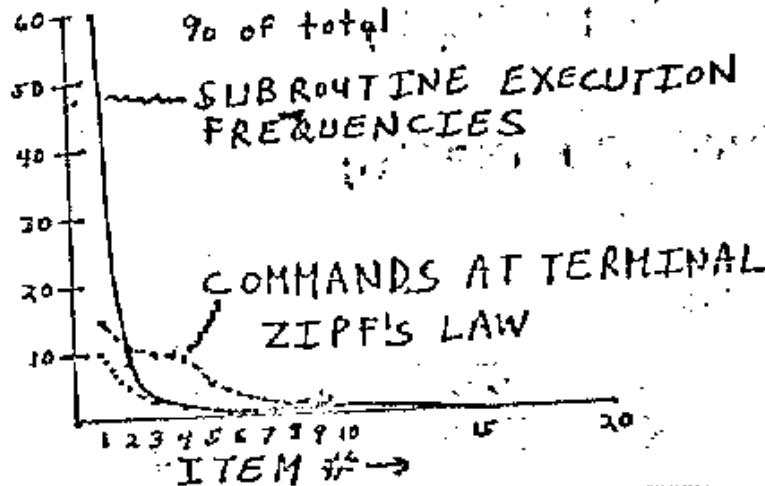 60
% of total
50
SUBROUTINE EXECUTION
FREQUENCIES
40
30
20
COMMANDS AT TERMINAL
ZIPF'S LAW
10
1 2 3 4 5 6 7 8 9 10 15 20
ITEM # →